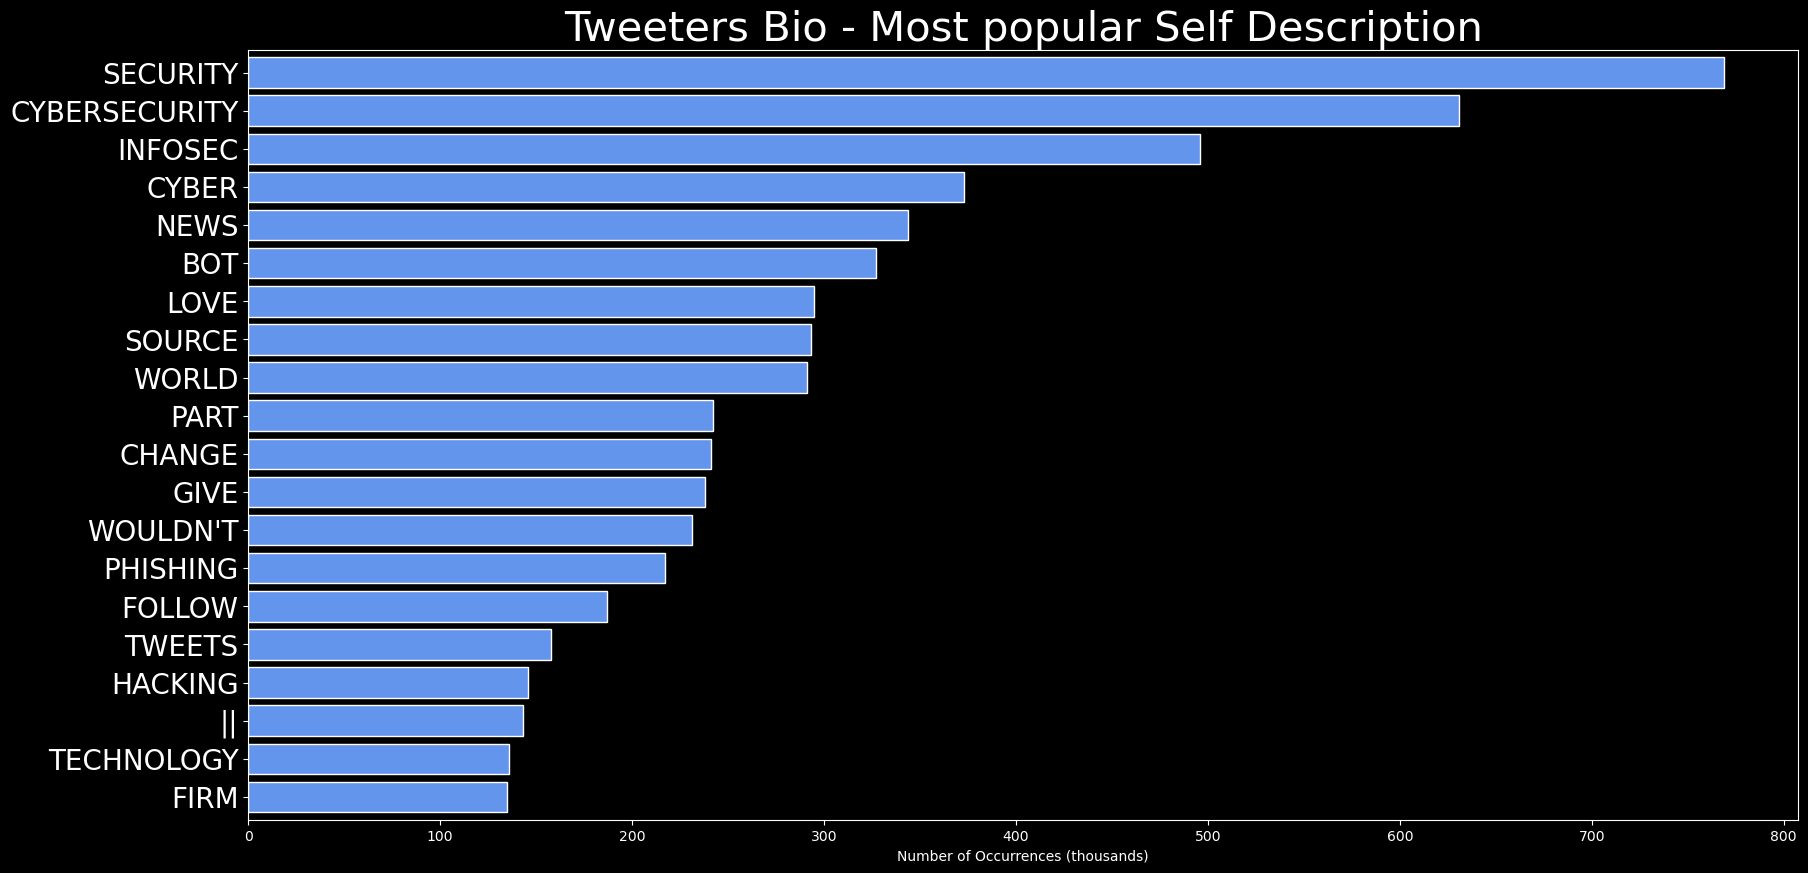 Tweeters Bio - Most popular Self Description
SECURITY
CYBERSECURITY
INFOSEC
CYBER
NEWS
BOT
LOVE
SOURCE
WORLD
PART
CHANGE
GIVE
WOULDN'T
PHISHING
FOLLOW
TWEETS
HACKING
||
TECHNOLOGY
FIRM
0 100 200 300 400 500 600 700 800
Number of Occurrences (thousands)